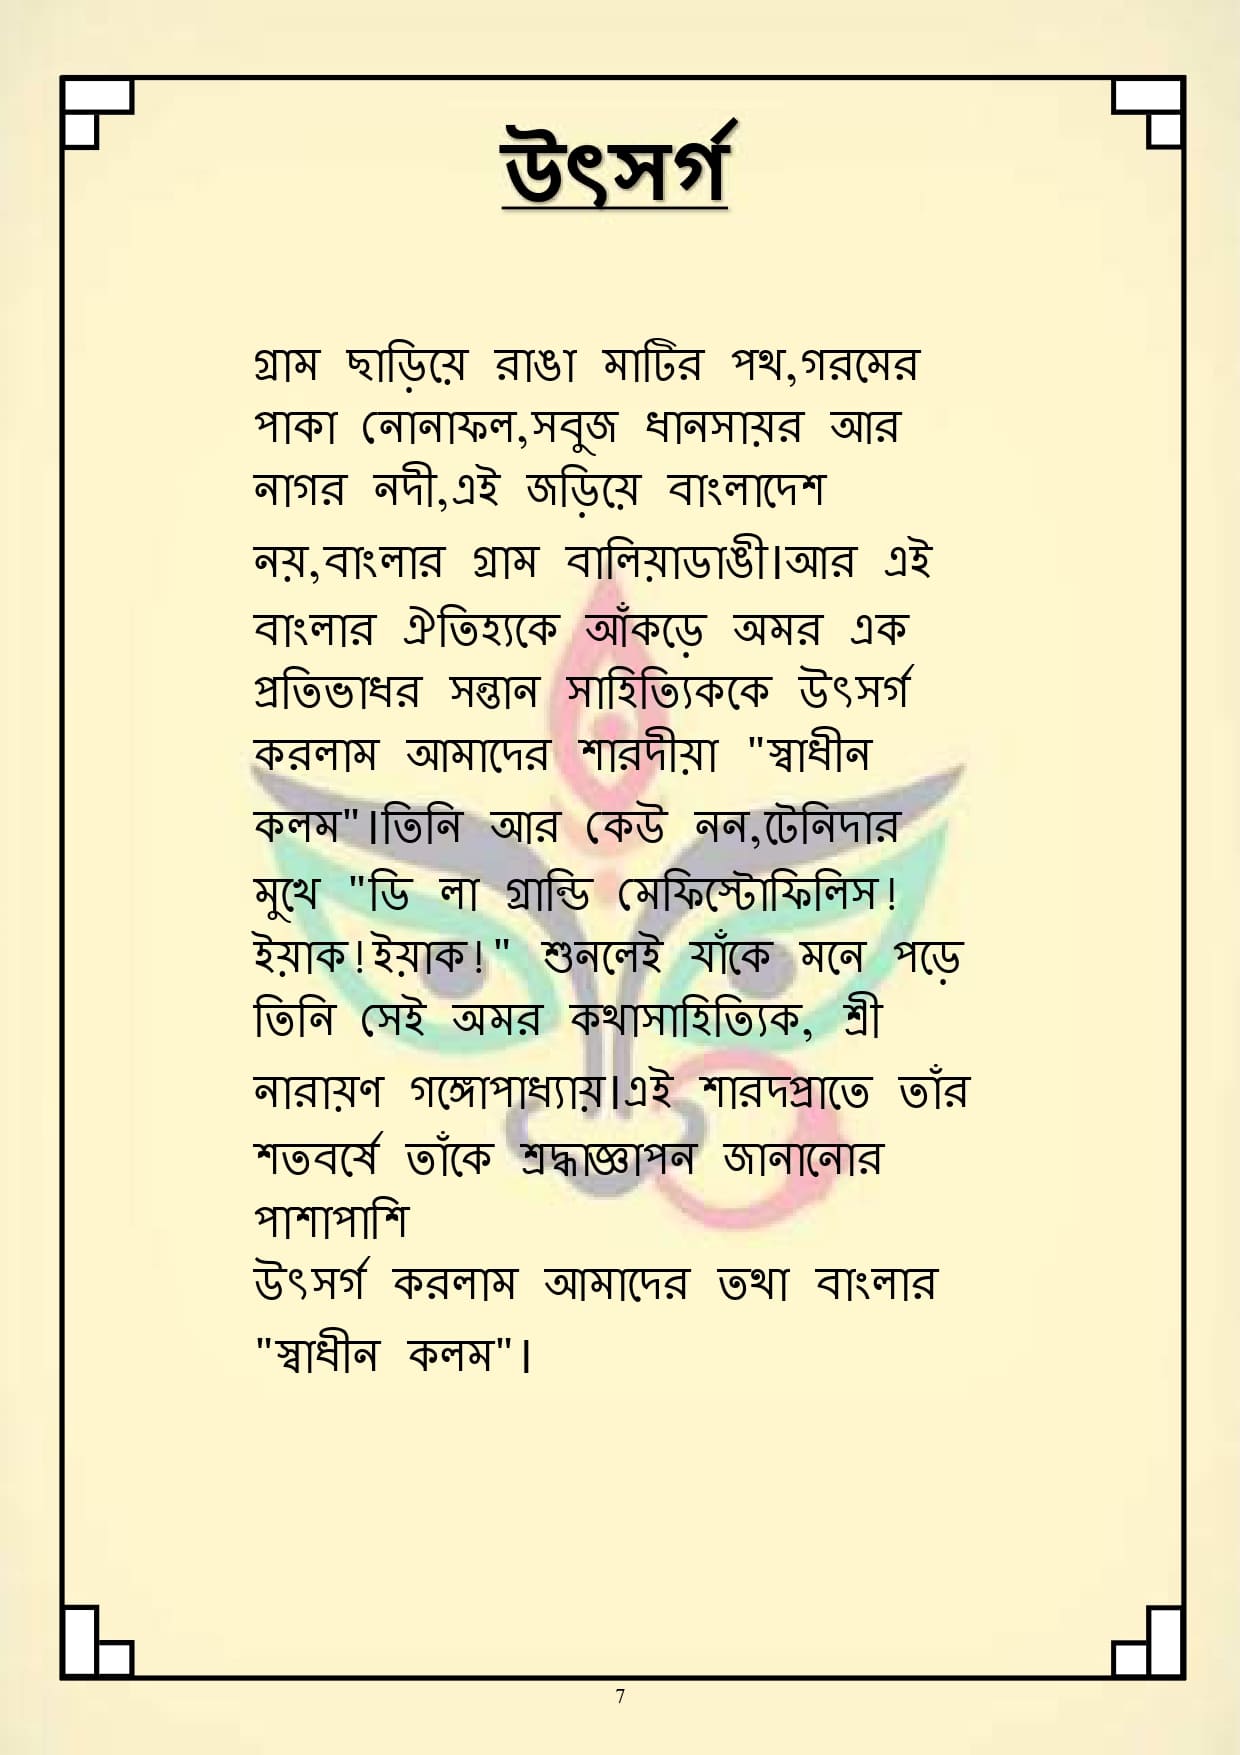 উৎসর্গ
গ্রাম ছাড়িয়ে রাঙা মাটির পথ,গরমের
পাকা নোনাফল,সবুজ ধানসায়র আর
নাগর নদী,এই জড়িয়ে বাংলাদেশ
নয়,বাংলার গ্রাম বালিয়াডাঙী।আর এই
বাংলার ঐতিহ্যকে আঁকড়ে অমর এক
প্রতিভাধর সন্তান সাহিত্যিককে উৎসর্গ
করলাম আমাদের শারদীয়া "স্বাধীন
কলম"।তিনি আর কেউ নন,টেনিদার
মুখে "ডি লা গ্রান্ডি মেফিস্টোফিলিস!
ইয়াক!ইয়াক!" শুনলেই যাঁকে মনে পড়ে
তিনি সেই অমর কথাসাহিত্যিক, শ্রী
নারায়ণ গঙ্গোপাধ্যায়।এই শারদপ্রাতে তাঁর
শতবর্ষে তাঁকে শ্রদ্ধাজ্ঞাপন জানানোর
পাশাপাশি
উৎসর্গ করলাম আমাদের তথা বাংলার
"স্বাধীন কলম"।
7